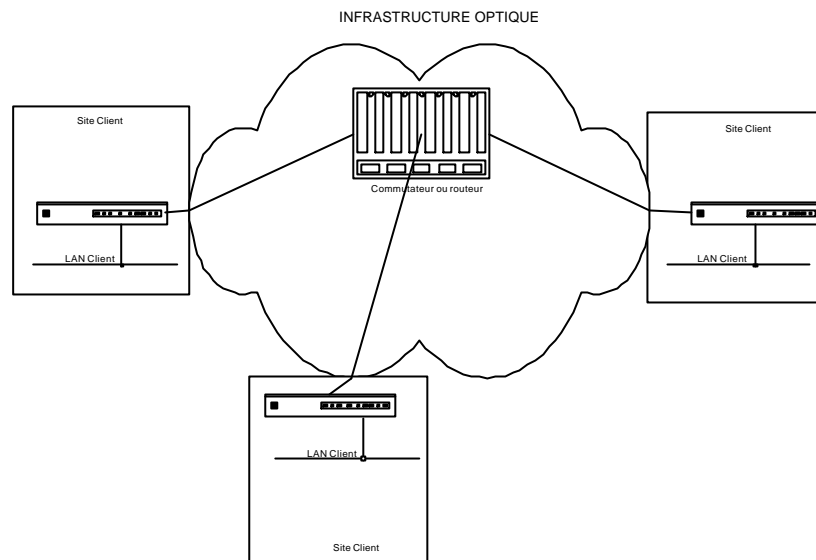 INFRASTRUCTURE OPTIQUE
Site Client
Site Client
Commutateur ou routeur
LAN Client
LAN Client
LAN Client
Site Client